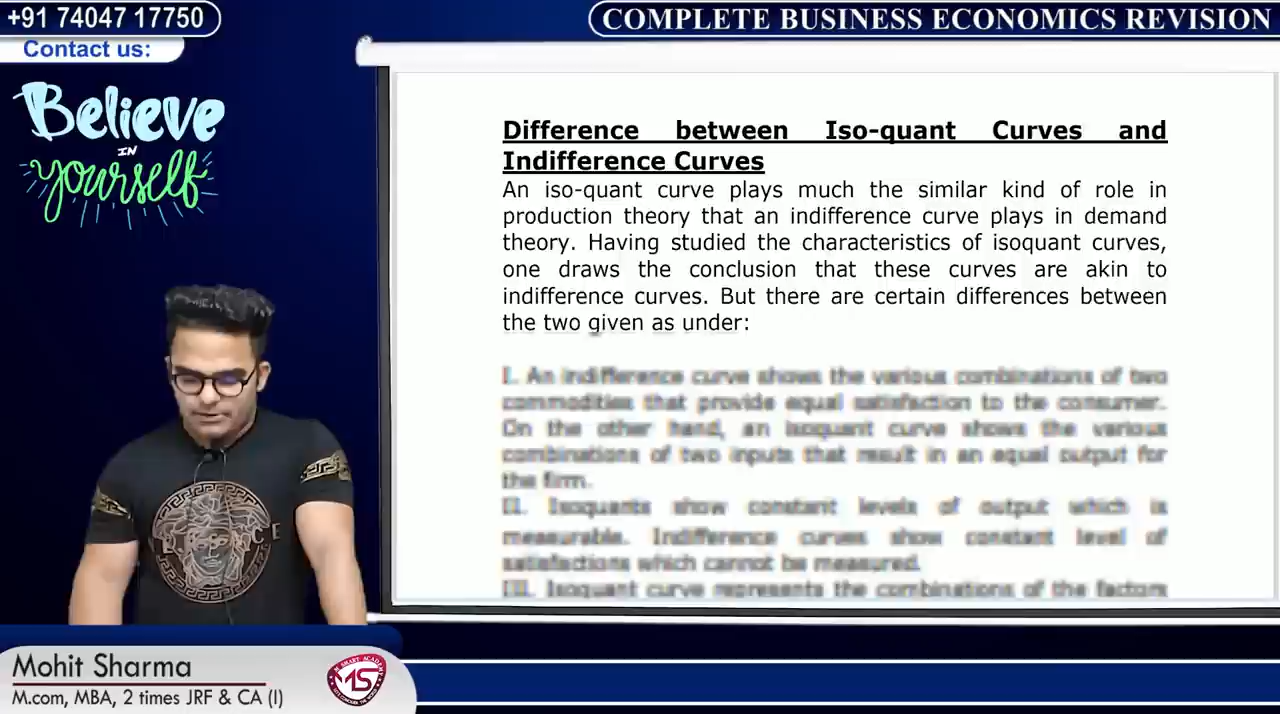 +91 74047 17750
Contact us:
COMPLETE BUSINESS ECONOMICS REVISION
Believe
IN
yourself
Difference between Iso-quant Curves and
Indifference Curves
An iso-quant curve plays much the similar kind of role in
production theory that an indifference curve plays in demand
theory. Having studied the characteristics of isoquant curves,
one draws the conclusion that these curves are akin to
indifference curves. But there are certain differences between
the two given as under:
I. An indifference curve shows the various combinations of two
commodities that provide equal satisfaction to the consumer.
On the other hand, an isoquant curve shows the various
combinations of two inputs that result in an equal output for
the firm.
II. Isoquants show constant levels of output which is
measurable. Indifference curves show constant level of
satisfactions which cannot be measured.
III. Isoquant curve represents the combinations of the factors
Mohit Sharma
M.com, MBA, 2 times JRF & CA (I)
MS